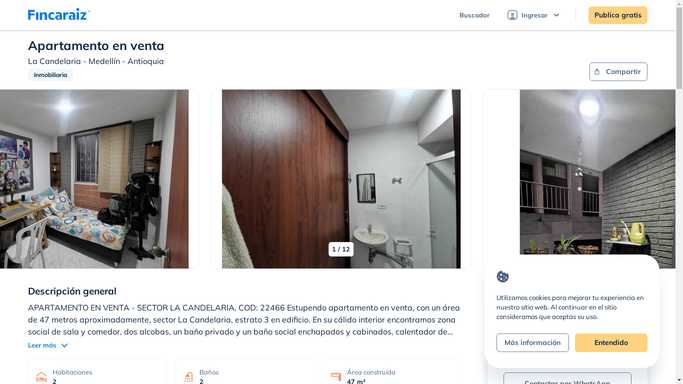 Fincaraiz
Buscador
Ingresar
Publica gratis
Apartamento en venta
La Candelaria - Medellín - Antioquia
Inmobiliaria
Compartir
1 / 12
Descripción general
APARTAMENTO EN VENTA - SECTOR LA CANDELARIA, COD: 22466 Estupendo apartamento en venta, con un área
de 47 metros aproximadamente, sector La Candelaria, estrato 3 en edificio. En su cálida interior encontramos zona
social de sala y comedor, dos alcobas, un baño privado y un baño social enchapados y cabinados, calentador de...
Leer más
Habitaciones
2
Baños
2
Área construida
47 m²
Utilizamos cookies para mejorar tu experiencia en
nuestro sitio web. Al continuar en el sitio
consideramos que aceptas su uso.
Más información
Entendido
Contactar por WhatsApp